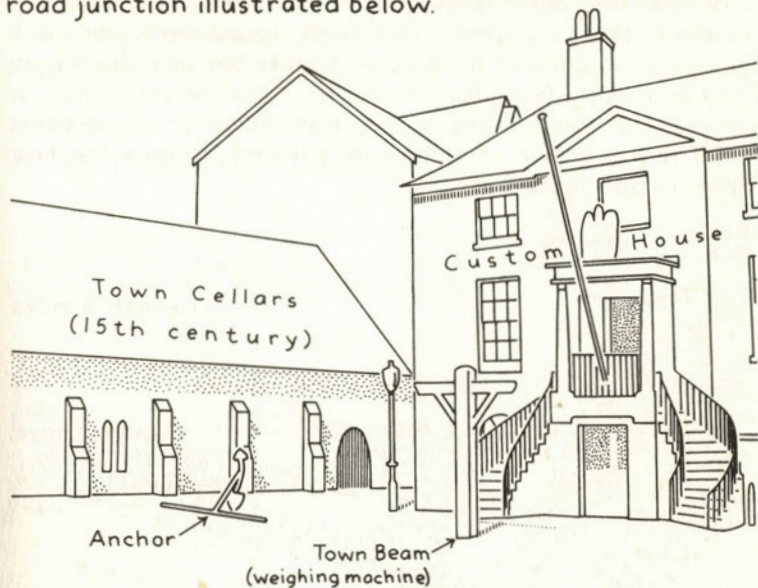 road junction illustrated below.
Town Cellars
(15th century)
Custom House
Anchor
Town Beam
(weighing machine)